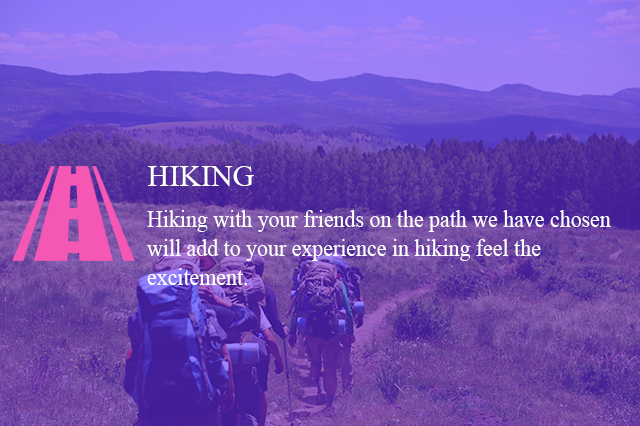 HIKING
Hiking with your friends on the path we have chosen
will add to your experience in hiking feel the
excitement.